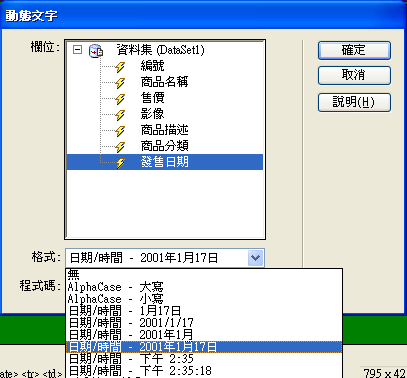 動態文字
欄位:
資料集 (DataSet1)
編號
商品名稱
售價
影像
商品描述
商品分類
發售日期
確定
取消
說明(H)
格式:
日期/時間 - 2001年1月17日
程式碼:
無
AlphaCase - 大寫
AlphaCase - 小寫
日期/時間 - 1月17日
日期/時間 - 2001/1/17
日期/時間 - 2001年1月
日期/時間 - 2001年1月17日
日期/時間 - 下午 2:35
日期/時間 - 下午 2:35:18
ate> <tr> <td>
795 x 42